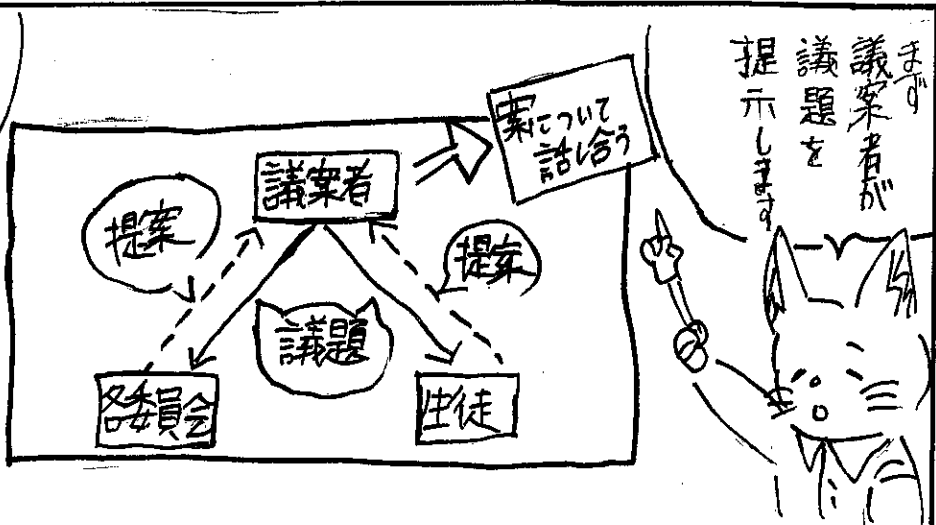 まず
議案者が
議題を
提示します
案について
話し合う
議案者
提案
提案
議題
各委員会
生徒